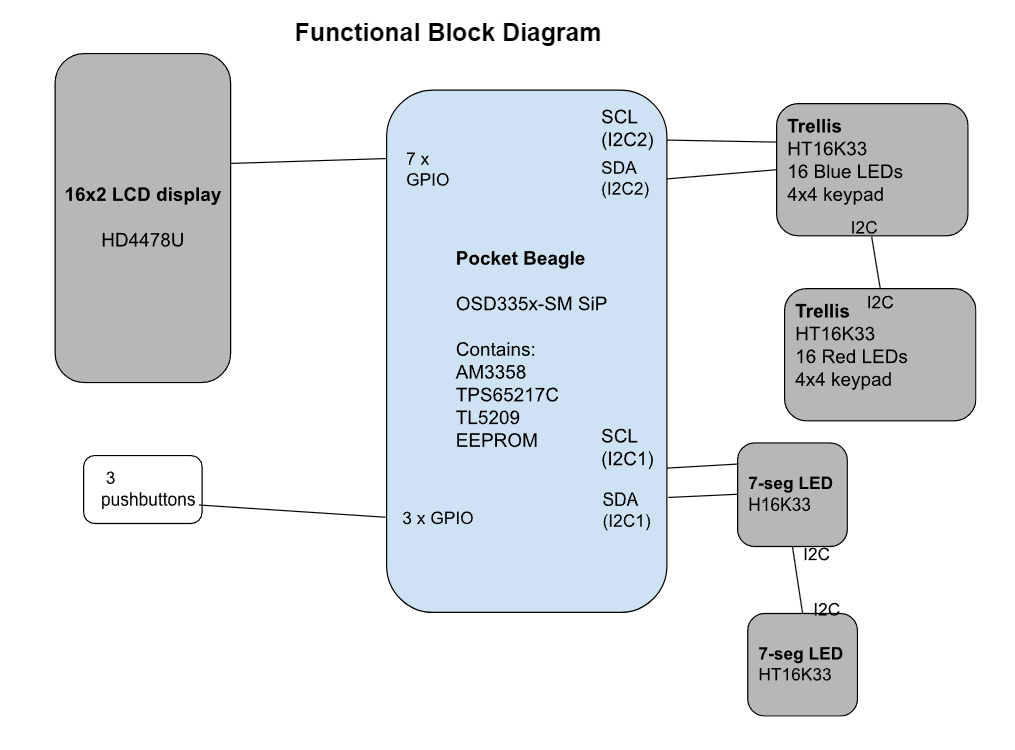 Functional Block Diagram
16x2 LCD display
HD4478U
3
pushbuttons
7 x
GPIO
SCL
(I2C2)
SDA
(I2C2)
Pocket Beagle
OSD335x-SM SiP
Contains:
AM3358
TPS65217C
TL5209
EEPROM
SCL
(I2C1)
SDA
(I2C1)
3 x GPIO
Trellis
HT16K33
16 Blue LEDs
4x4 keypad
I2C
I2C
Trellis
HT16K33
16 Red LEDs
4x4 keypad
7-seg LED
H16K33
I2C
I2C
7-seg LED
HT16K33